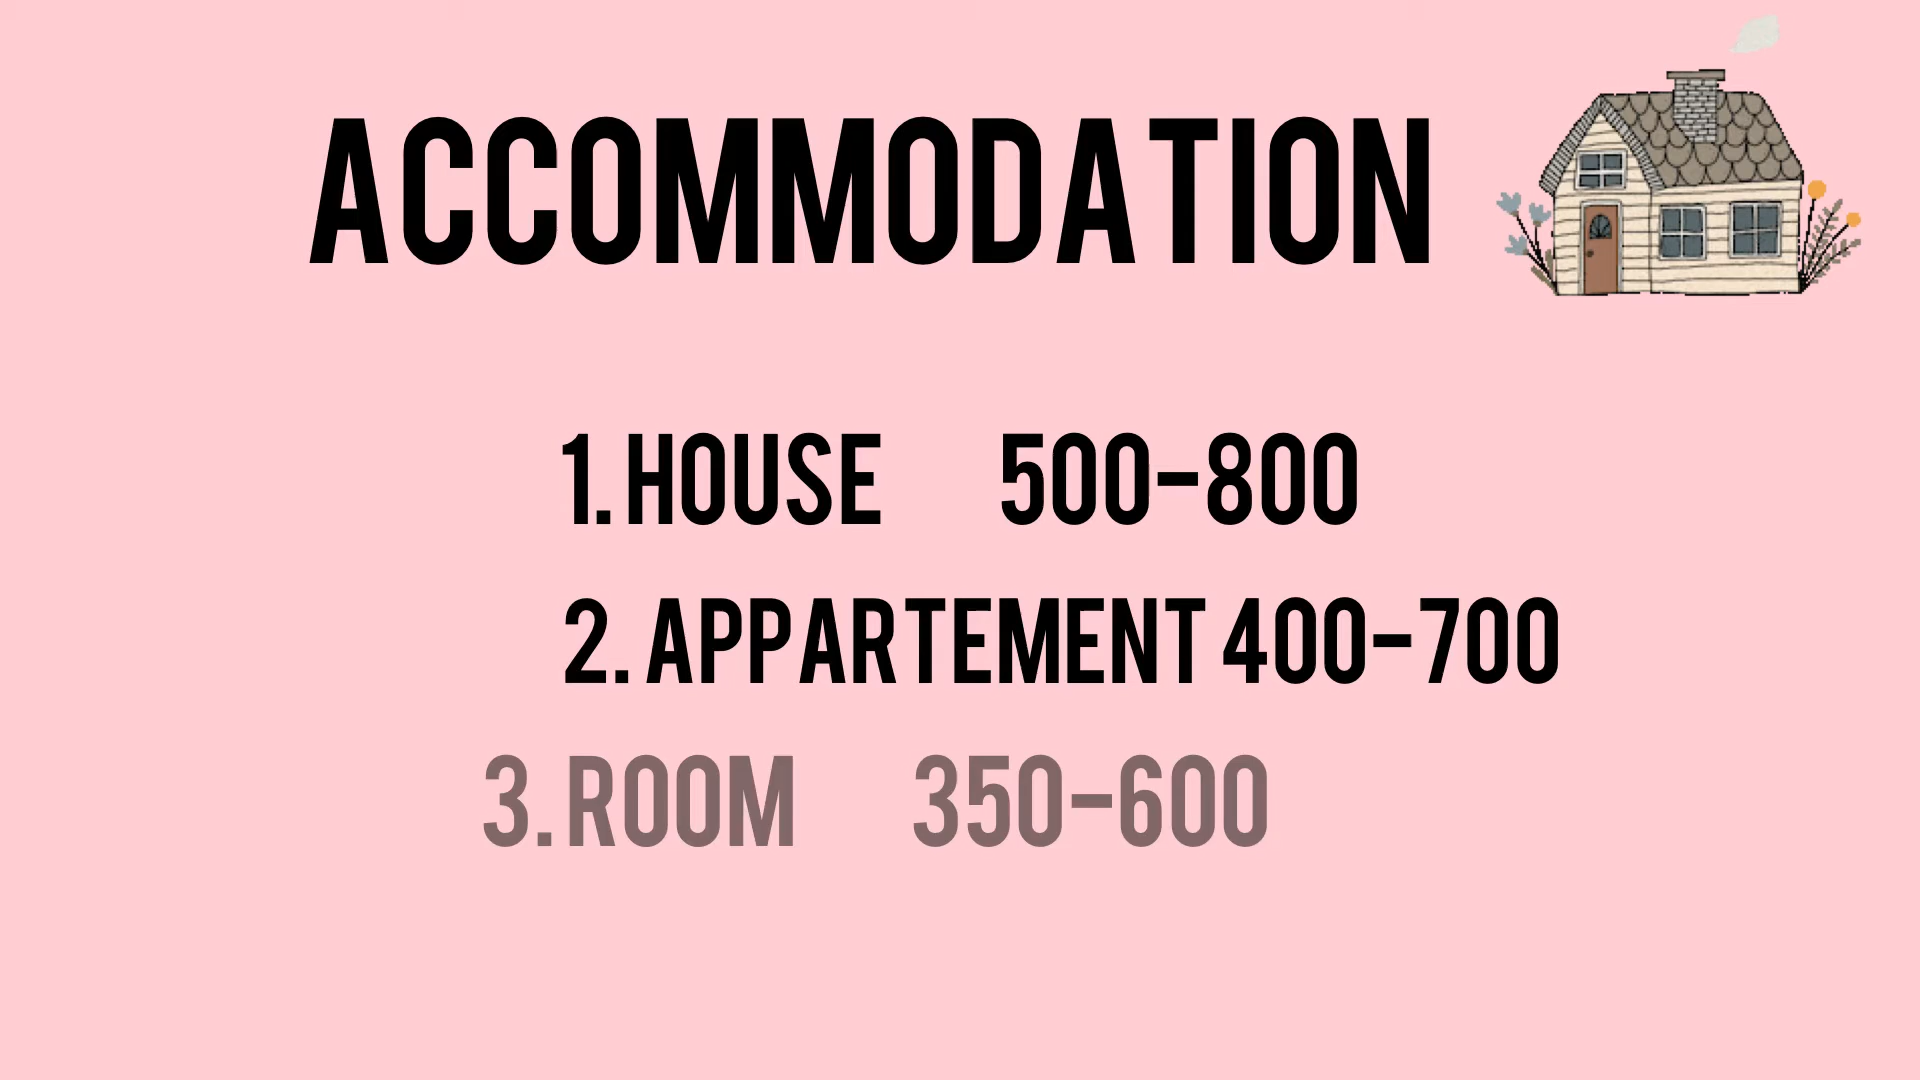 ACCOMMODATION
1. HOUSE 500-800
2. APPARTEMENT 400-700
3. ROOM 350-600